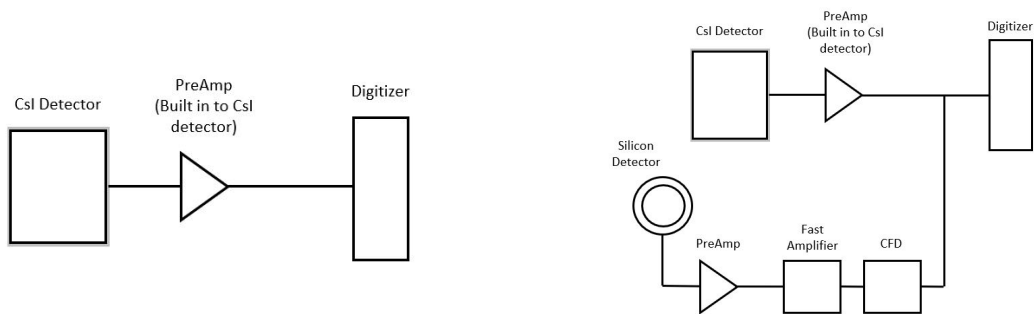 CsI Detector
PreAmp
(Built in to CsI
detector)
Digitizer
CsI Detector
PreAmp
(Built in to CsI
detector)
Digitizer
Silicon
Detector
PreAmp
Fast
Amplifier
CFD